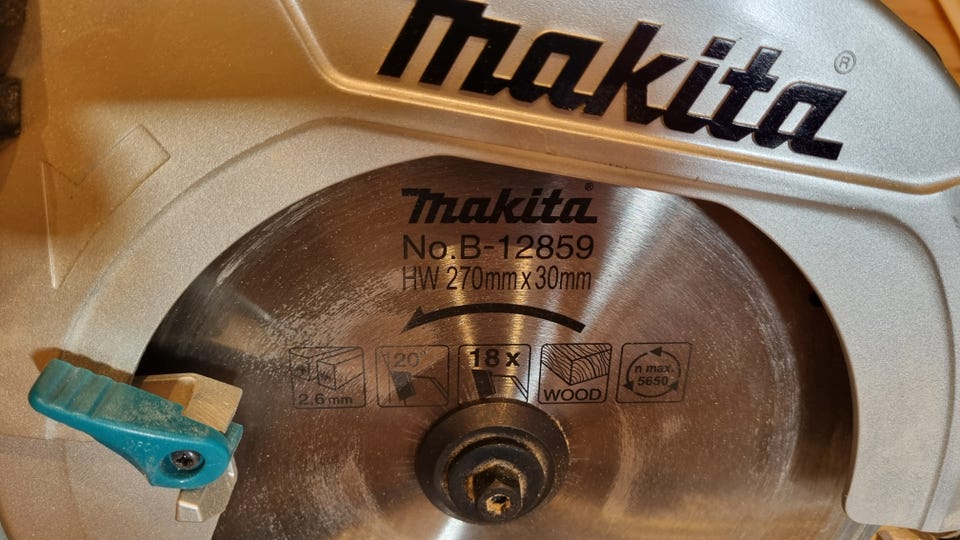 makita®
makita®
No.B-12859
HW 270mm x 30mm
2.6 mm
20°
18 x
WOOD
n max.
5650